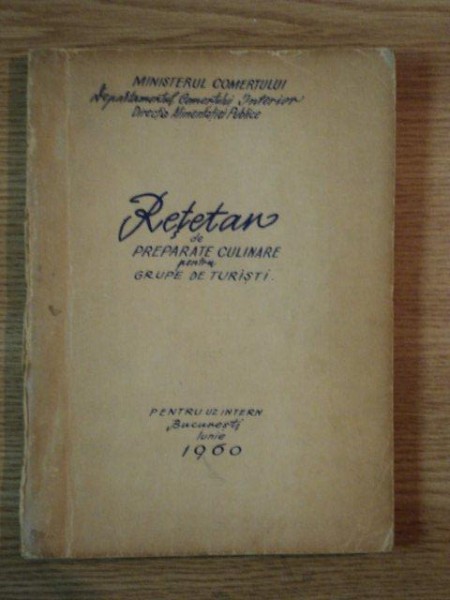 MINISTERUL COMERTULUI
Departamentul Comertului Interior
Directia Alimentatiei Publice
Rețetar
de
PREPARATE CULINARE
pentru
GRUPE DE TURIȘTI.
PENTRU UZ INTERN
Bucuresti
Iunie
1960